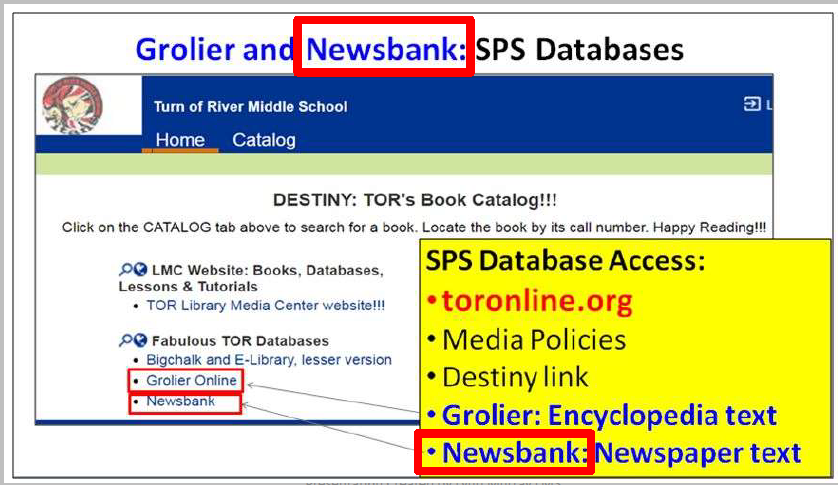 Grolier and Newsbank: SPS Databases
Turn of River Middle School
L
Home Catalog
DESTINY: TOR's Book Catalog!!!
Click on the CATALOG tab above to search for a book. Locate the book by its call number. Happy Reading!!!
LMC Website: Books, Databases,
Lessons & Tutorials
• TOR Library Media Center website!!!
Fabulous TOR Databases
• Bigchalk and E-Library, lesser version
• Grolier Online
• Newsbank
SPS Database Access:
• toronline.org
• Media Policies
• Destiny link
• Grolier: Encyclopedia text
• Newsbank: Newspaper text